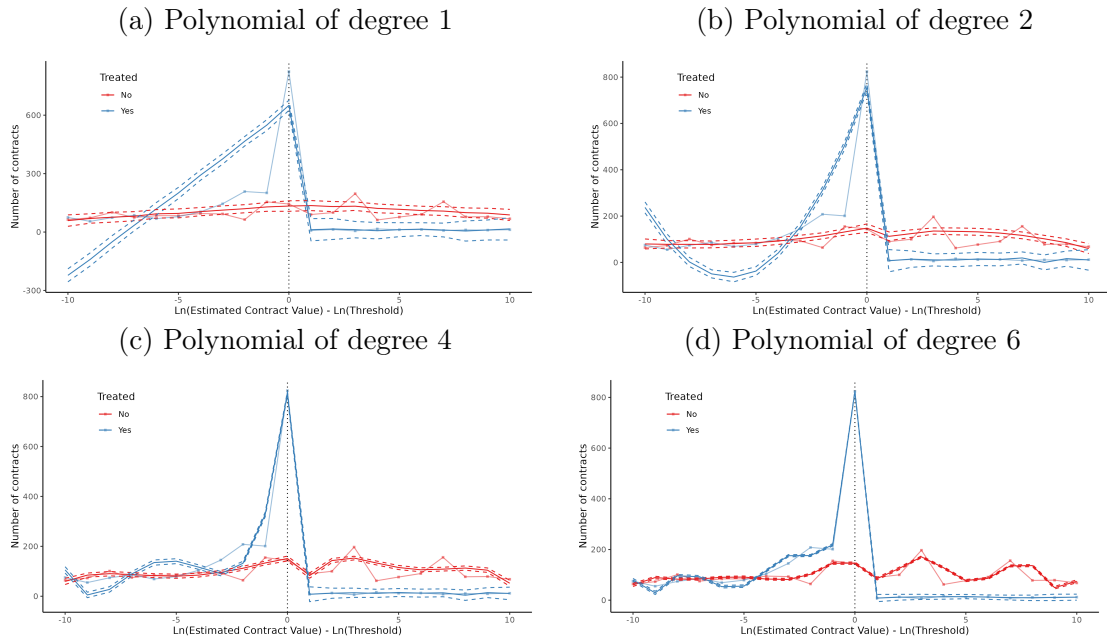 (a) Polynomial of degree 1
Number of contracts
600
300
0
-300
Treated
No
Yes
-10
-5
0
5
10
Ln(Estimated Contract Value) - Ln(Threshold)
(b) Polynomial of degree 2
Number of contracts
800
600
400
200
0
Treated
No
Yes
-10
-5
0
5
10
Ln(Estimated Contract Value) - Ln(Threshold)
(c) Polynomial of degree 4
Number of contracts
800
600
400
200
0
Treated
No
Yes
-10
-5
0
5
10
Ln(Estimated Contract Value) - Ln(Threshold)
(d) Polynomial of degree 6
Number of contracts
800
600
400
200
0
Treated
No
Yes
-10
-5
0
5
10
Ln(Estimated Contract Value) - Ln(Threshold)